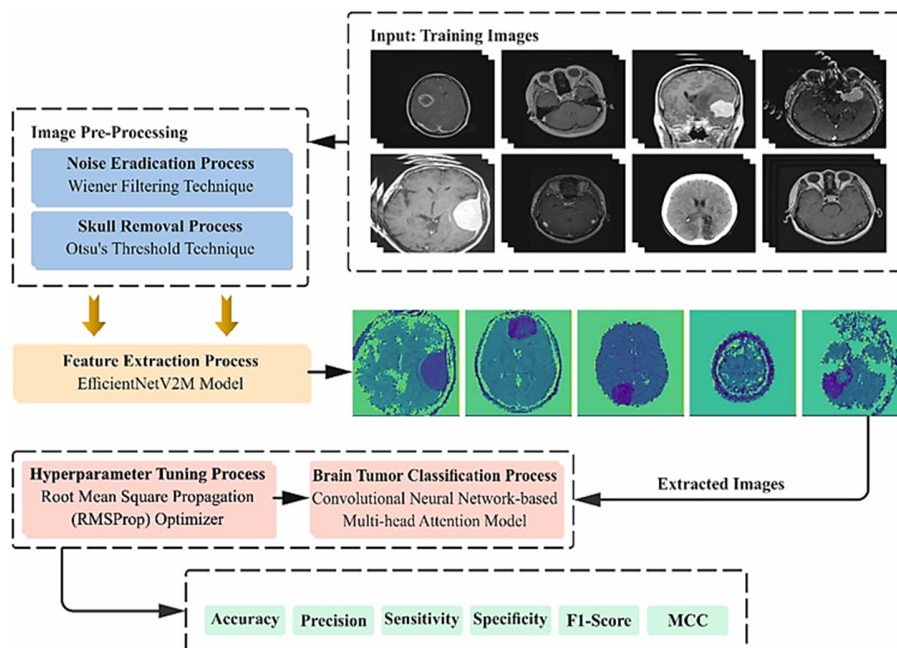 Input: Training Images
Image Pre-Processing
Noise Eradication Process
Wiener Filtering Technique
Skull Removal Process
Otsu's Threshold Technique
Feature Extraction Process
EfficientNetV2M Model
Hyperparameter Tuning Process
Root Mean Square Propagation
(RMSProp) Optimizer
Brain Tumor Classification Process
Convolutional Neural Network-based
Multi-head Attention Model
Extracted Images
Accuracy
Precision
Sensitivity
Specificity
F1-Score
MCC